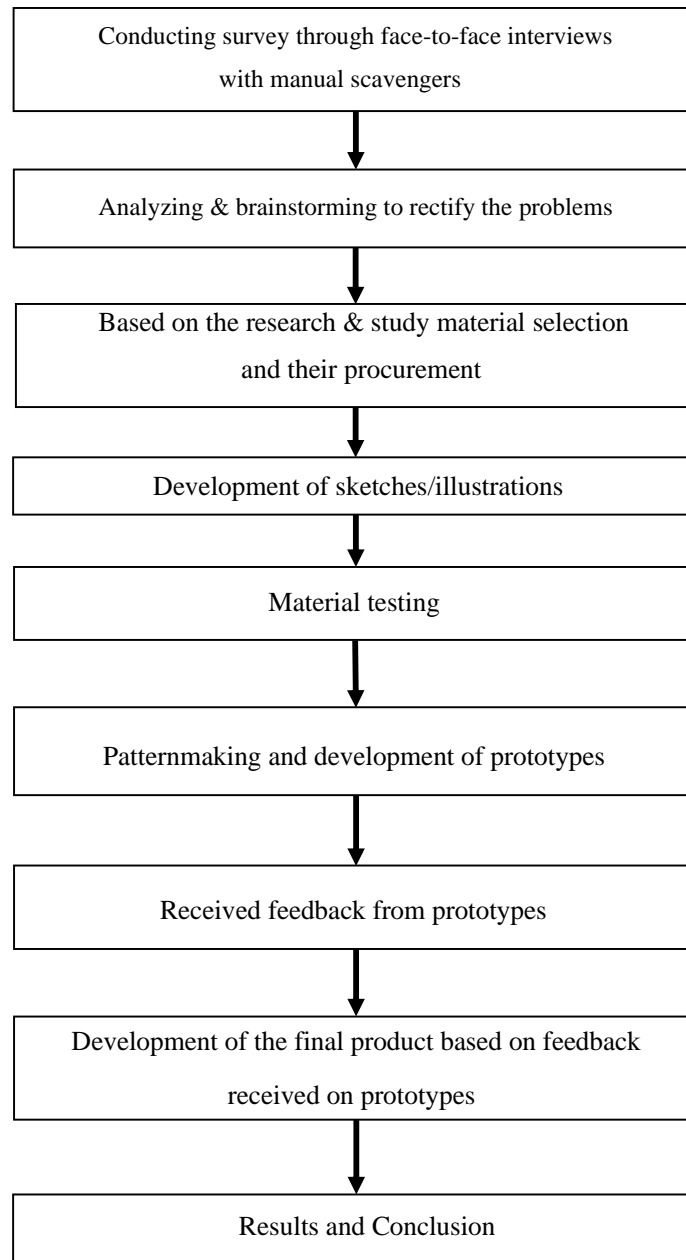 Conducting survey through face-to-face interviews
with manual scavengers
Analyzing & brainstorming to rectify the problems
Based on the research & study material selection
and their procurement
Development of sketches/illustrations
Material testing
Patternmaking and development of prototypes
Received feedback from prototypes
Development of the final product based on feedback
received on prototypes
Results and Conclusion